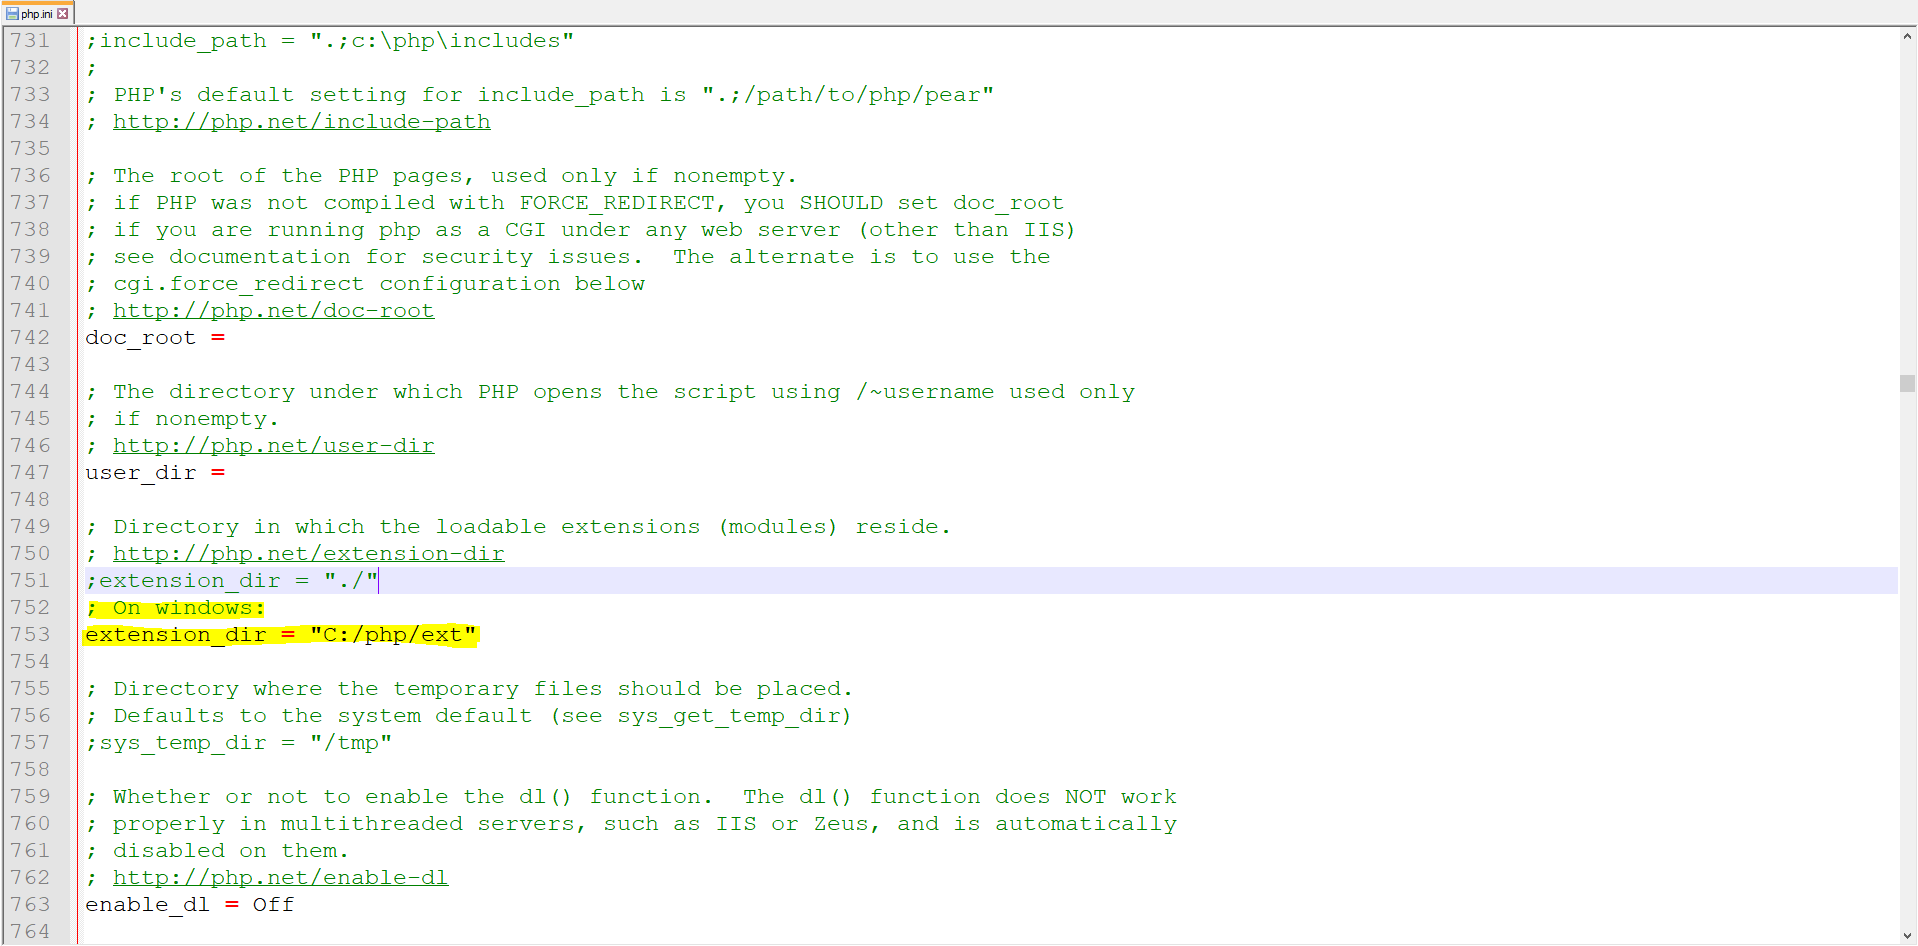 php.ini
731 ;include_path = ".;c:\php\includes"
732 ;
733 ; PHP's default setting for include_path is ".;/path/to/php/pear"
734 ; http://php.net/include-path
735
736 ; The root of the PHP pages, used only if nonempty.
737 ; if PHP was not compiled with FORCE_REDIRECT, you SHOULD set doc_root
738 ; if you are running php as a CGI under any web server (other than IIS)
739 ; see documentation for security issues.  The alternate is to use the
740 ; cgi.force_redirect configuration below
741 ; http://php.net/doc-root
742 doc_root =
743
744 ; The directory under which PHP opens the script using /~username used only
745 ; if nonempty.
746 ; http://php.net/user-dir
747 user_dir =
748
749 ; Directory in which the loadable extensions (modules) reside.
750 ; http://php.net/extension-dir
751 ;extension_dir = "./"
752 ; On windows:
753 extension_dir = "C:/php/ext"
754
755 ; Directory where the temporary files should be placed.
756 ; Defaults to the system default (see sys_get_temp_dir)
757 ;sys_temp_dir = "/tmp"
758
759 ; Whether or not to enable the dl() function.  The dl() function does NOT work
760 ; properly in multithreaded servers, such as IIS or Zeus, and is automatically
761 ; disabled on them.
762 ; http://php.net/enable-dl
763 enable_dl = Off
764